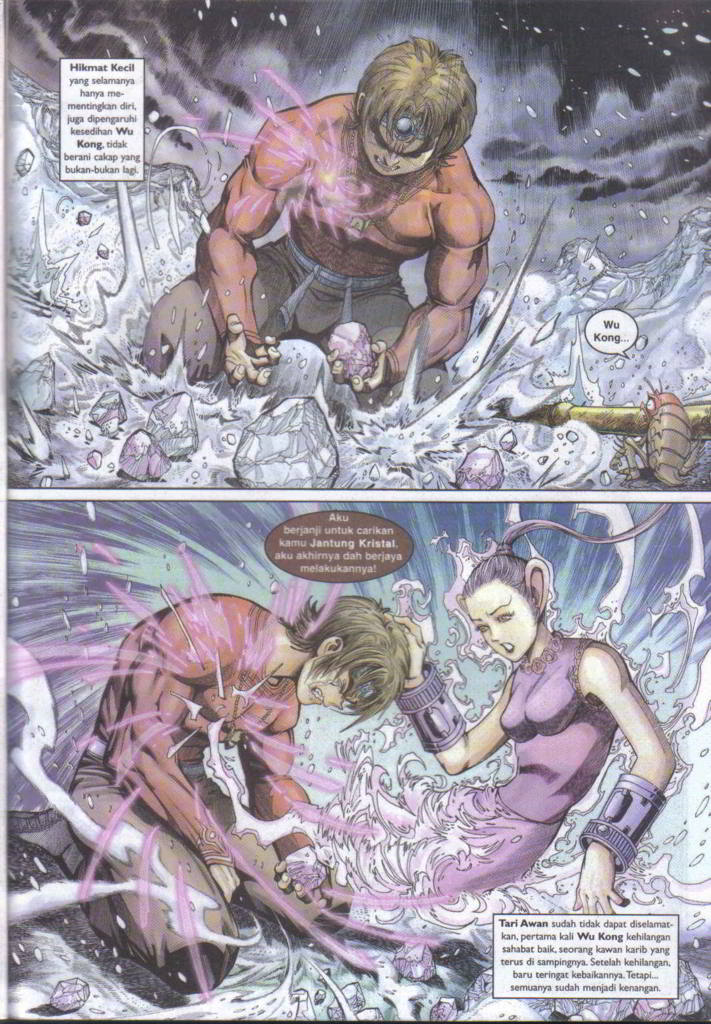 Hikmat Kecil
yang selamanya
hanya me-
mentingkan diri,
juga dipengaruhi
kesedihan Wu
Kong, tidak
berani cakap yang
bukan-bukan lagi.
Wu
Kong...
Aku
berjanji untuk carikan
kamu Jantung Kristal,
aku akhirnya dah berjaya
melakukannya!
Tari Awan sudah tidak dapat diselamat-
kan, pertama kali Wu Kong kehilangan
sahabat baik, seorang kawan karib yang
terus di sampingnya. Setelah kehilangan,
baru teringat kebaikannya. Tetapi...
semuanya sudah menjadi kenangan.